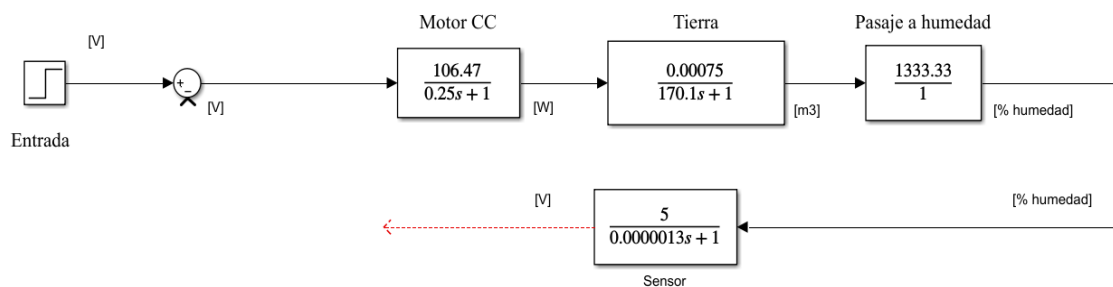 Motor CC
Tierra
Pasaje a humedad
[V]
+
−
106.47
0.25s + 1
0.00075
170.1s + 1
1333.33
1
[V]
[W]
[m3]
[% humedad]
Entrada
[V]
[% humedad]
5
0.0000013s + 1
Sensor